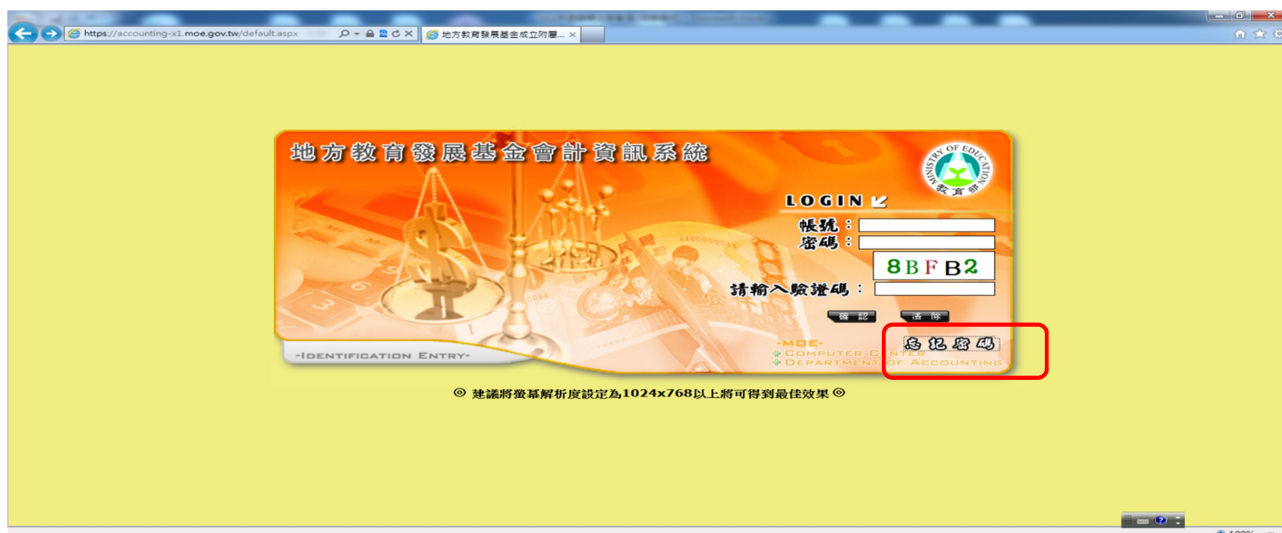 https://accounting-x1.moe.gov.tw/default.aspx
地方教育發展基金成立附屬...
地方教育發展基金會計資訊系統
MINISTRY OF EDUCATION
教育部
LOGIN
帳號：
密碼：
8BFB2
請輸入驗證碼：
確認 清除
忘記密碼
-MOE-
COMPUTER CENTER
DEPARTMENT OF ACCOUNTING
-IDENTIFICATION ENTRY-
◎ 建議將螢幕解析度設定為1024x768以上將可得到最佳效果 ◎